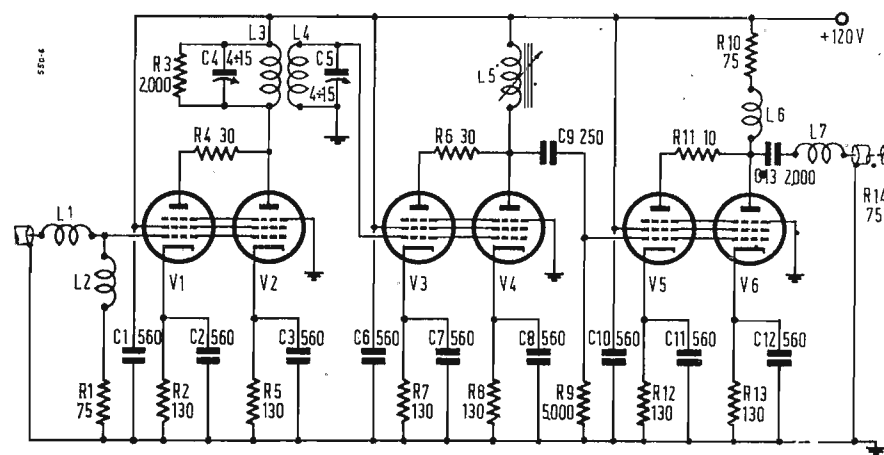 550-6
R3
2,000
C4
4÷15
L3
L4
C5
4÷15
L5
R10
75
+120V
L6
L7
R4 30
R6 30
C9 250
R11 10
C13 2,000
R14
75
L1
L2
V1
V2
V3
V4
V5
V6
C1 560
C2 560
C3 560
C6 560
C7 560
C8 560
C10 560
C11 560
C12 560
R1
75
R2
130
R5
130
R7
130
R8
130
R9
5,000
R12
130
R13
130